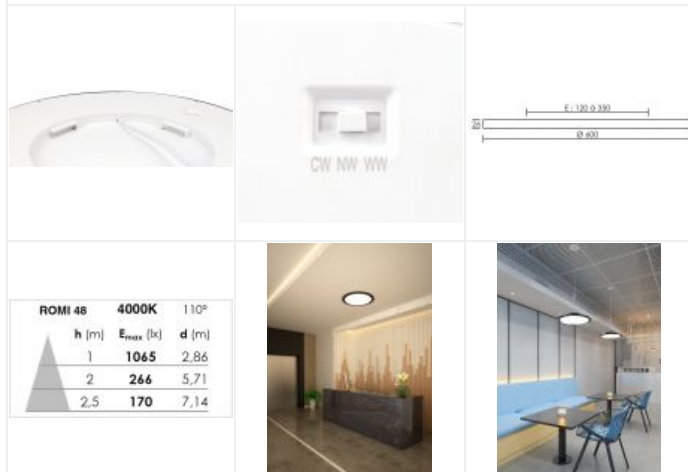 CW NW WW
E : 120 à 350
26
Ø 600
ROMI 48 4000K 110°
h (m) Emax (lx) d (m)
1 1065 2,86
2 266 5,71
2,5 170 7,14